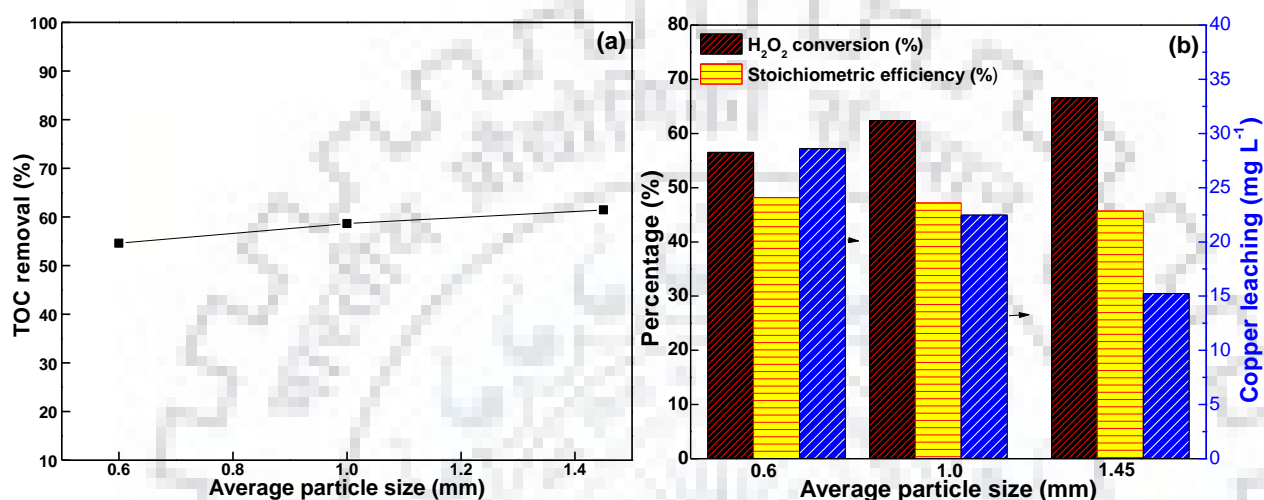 (a)
TOC removal (%)
100
90
80
70
60
50
40
30
20
10
0.6 0.8 1.0 1.2 1.4
Average particle size (mm)
(b)
H₂O₂ conversion (%)
Stoichiometric efficiency (%)
Percentage (%)
80
70
60
50
40
30
20
10
0
0.6 1.0 1.45
Average particle size (mm)
Copper leaching (mg L⁻¹)
40
35
30
25
20
15
10
5
0